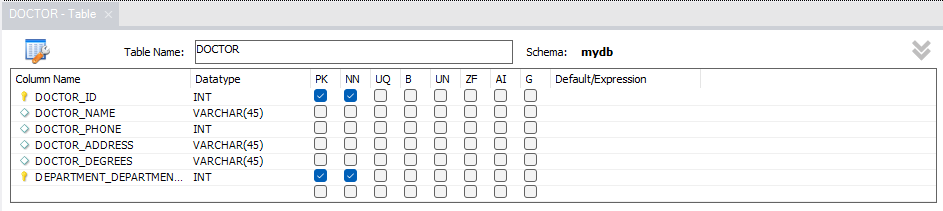 DOCTOR - Table ×
Table Name: DOCTOR Schema: mydb
Column Name Datatype PK NN UQ B UN ZF AI G Default/Expression
DOCTOR_ID INT
DOCTOR_NAME VARCHAR(45)
DOCTOR_PHONE INT
DOCTOR_ADDRESS VARCHAR(45)
DOCTOR_DEGREES VARCHAR(45)
DEPARTMENT_DEPARTMEN... INT